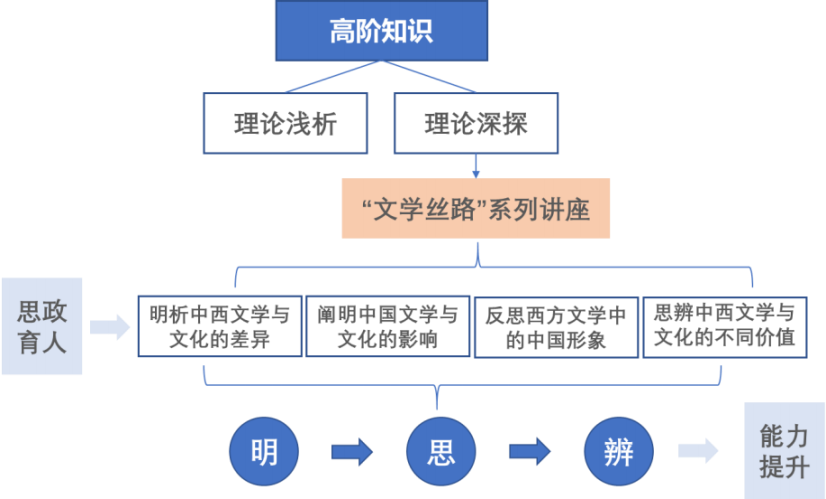 高阶知识
理论浅析
理论深探
“文学丝路”系列讲座
思政
育人
明析中西文学与
文化的差异
阐明中国文学与
文化的影响
反思西方文学中
的中国形象
思辨中西文学与
文化的不同价值
明
思
辨
能力
提升